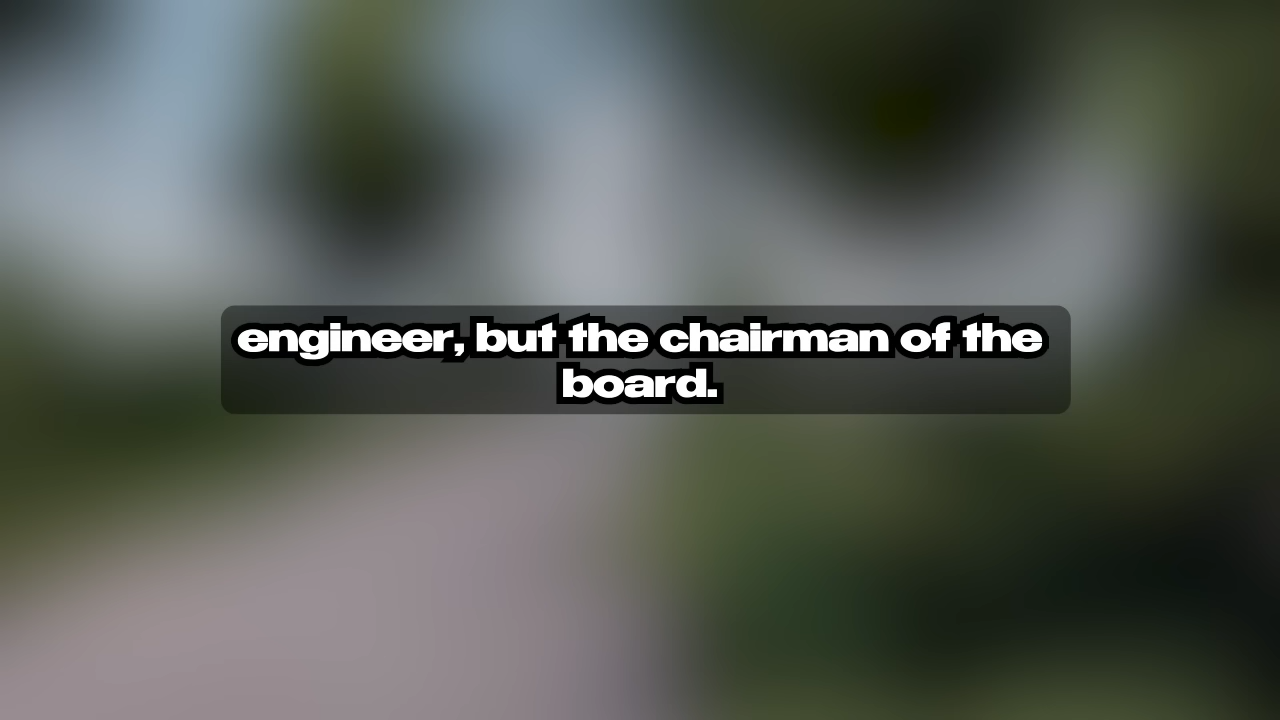 engineer, but the chairman of the
board.